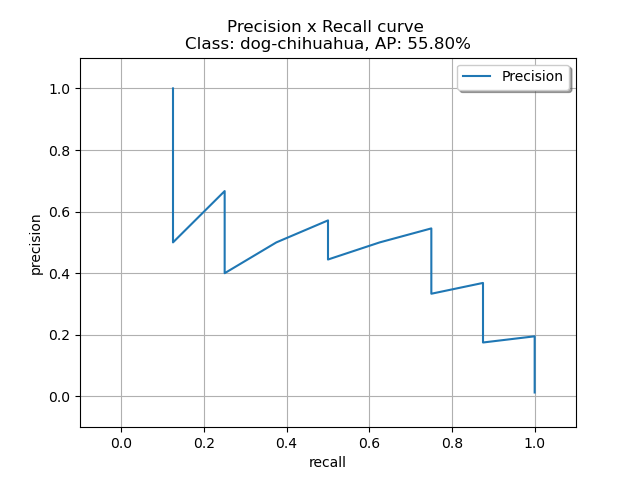 Precision x Recall curve
Class: dog-chihuahua, AP: 55.80%
Precision
1.0
0.8
0.6
0.4
0.2
0.0
precision
0.0 0.2 0.4 0.6 0.8 1.0
recall